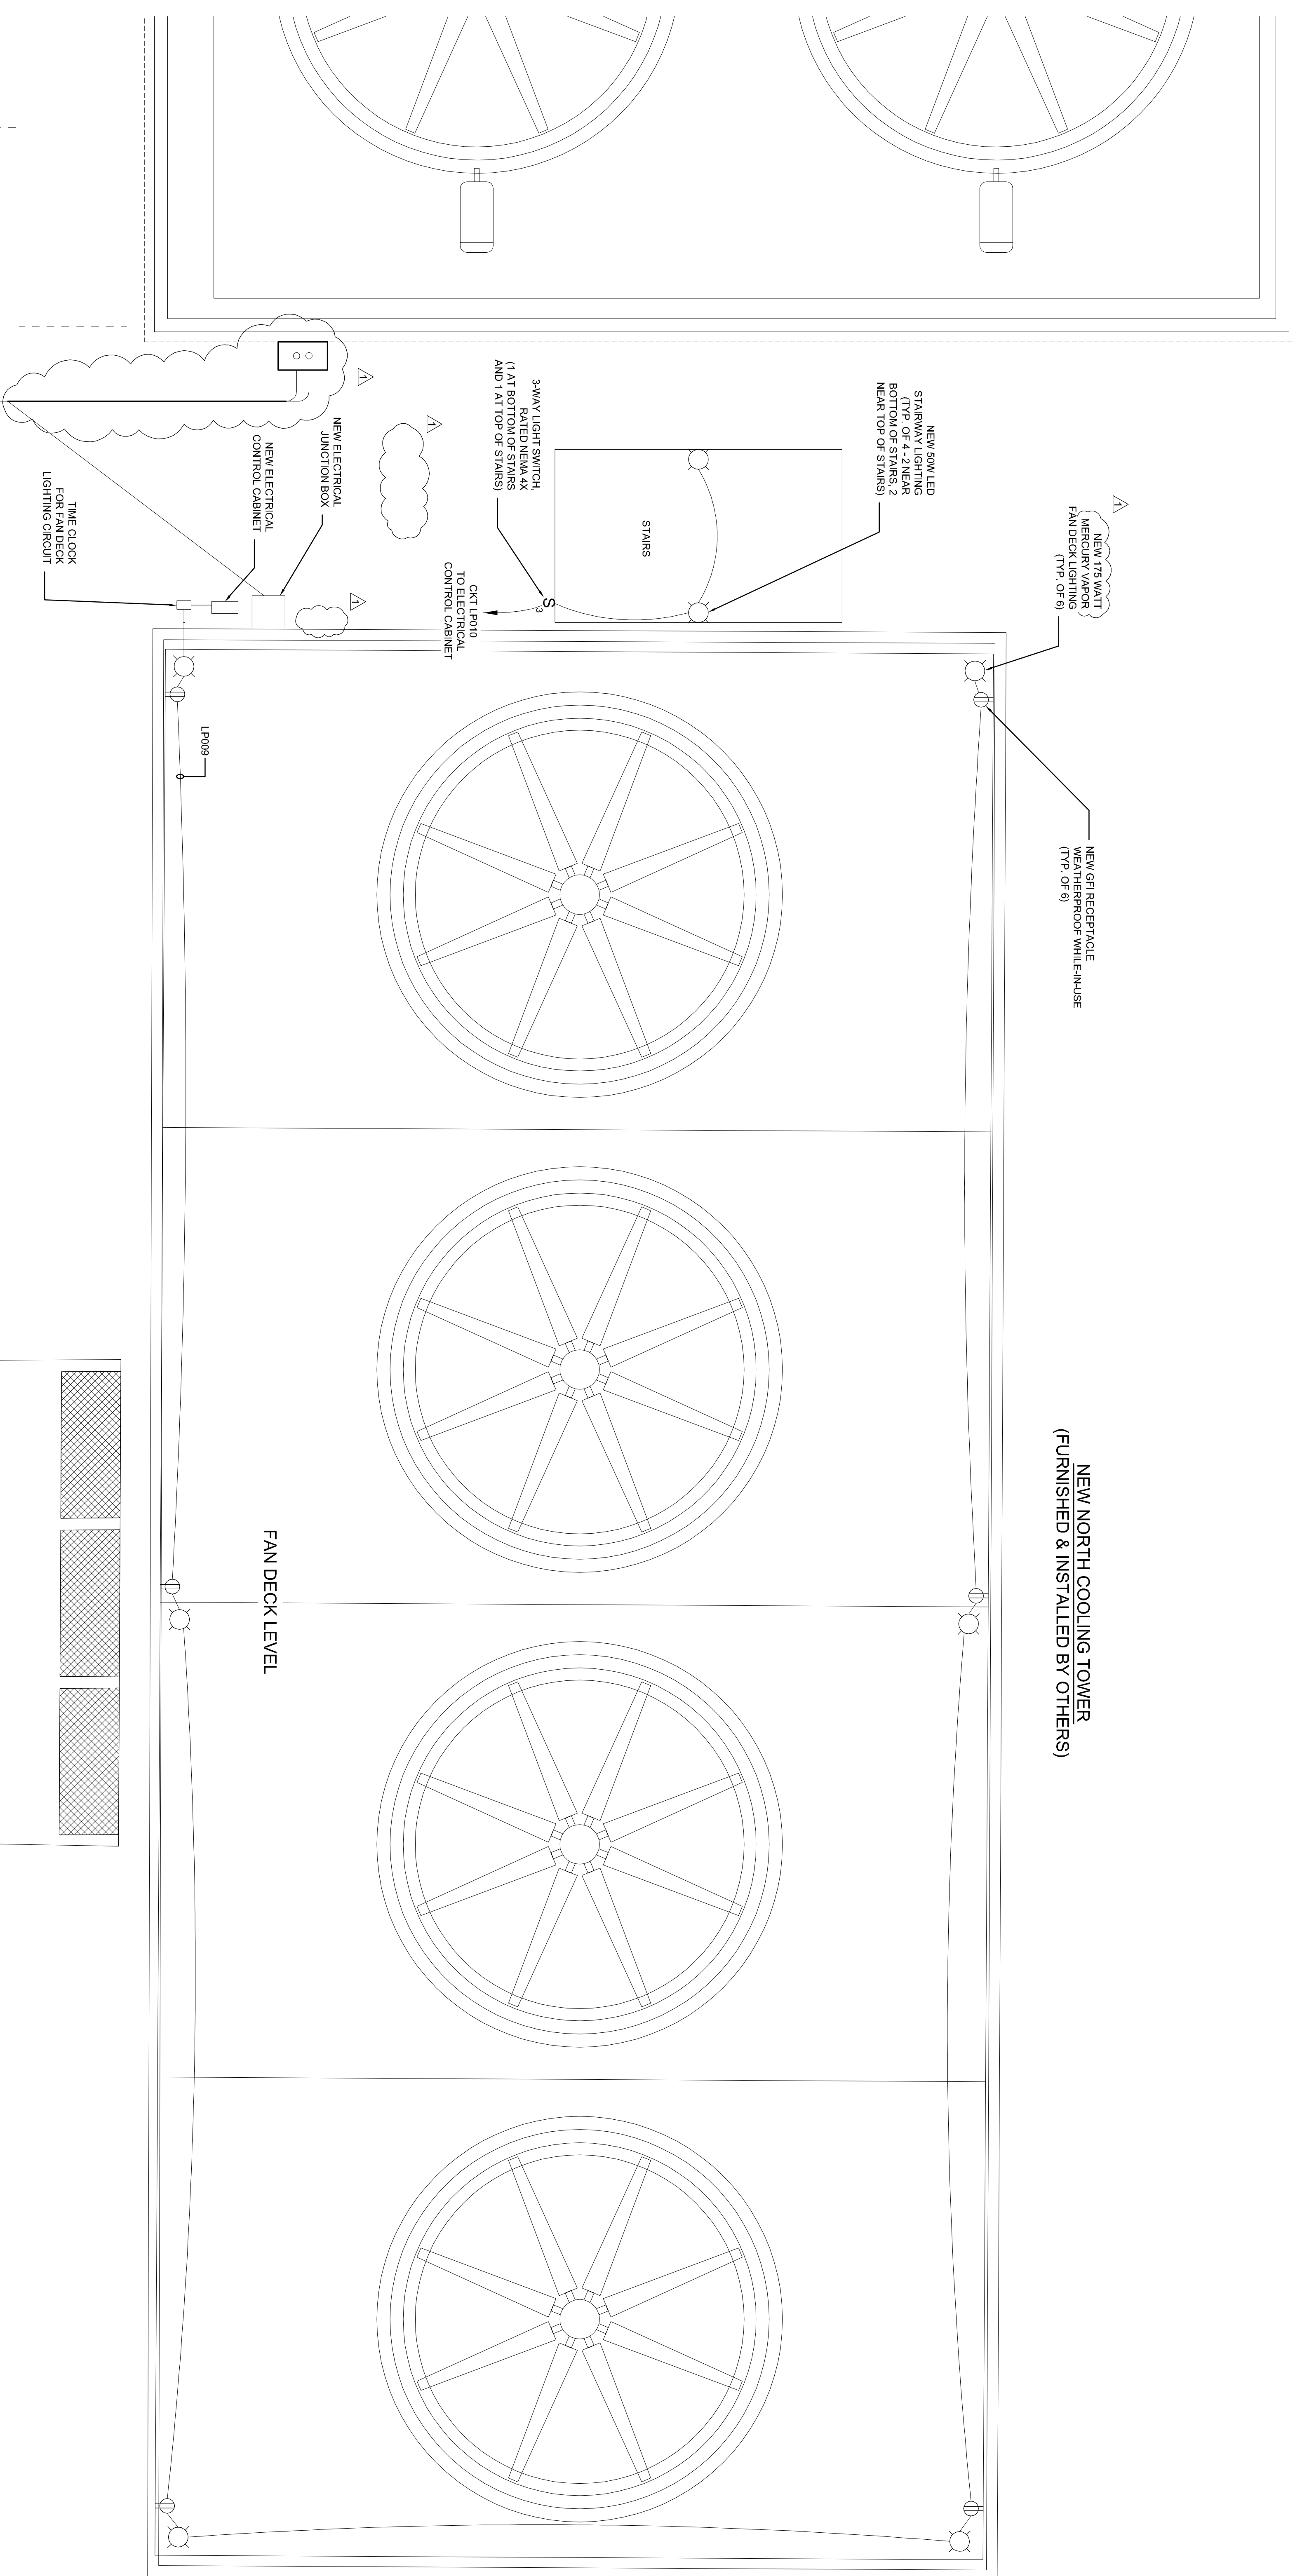 NEW 175 WATT
MERCURY VAPOR
FAN DECK LIGHTING
(TYP. OF 6)
1
NEW GFI RECEPTACLE
WEATHERPROOF WHILE-IN-USE
(TYP. OF 6)
NEW NORTH COOLING TOWER
(FURNISHED & INSTALLED BY OTHERS)
NEW 50W LED
STAIRWAY LIGHTING
(TYP. OF 4 - 2 NEAR
BOTTOM OF STAIRS, 2
NEAR TOP OF STAIRS)
STAIRS
3-WAY LIGHT SWITCH,
RATED NEMA 4X
(1 AT BOTTOM OF STAIRS
AND 1 AT TOP OF STAIRS)
S3
CKT LP010
TO ELECTRICAL
CONTROL CABINET
1
1
1
NEW ELECTRICAL
JUNCTION BOX
NEW ELECTRICAL
CONTROL CABINET
FAN DECK LEVEL
LP009
TIME CLOCK
FOR FAN DECK
LIGHTING CIRCUIT